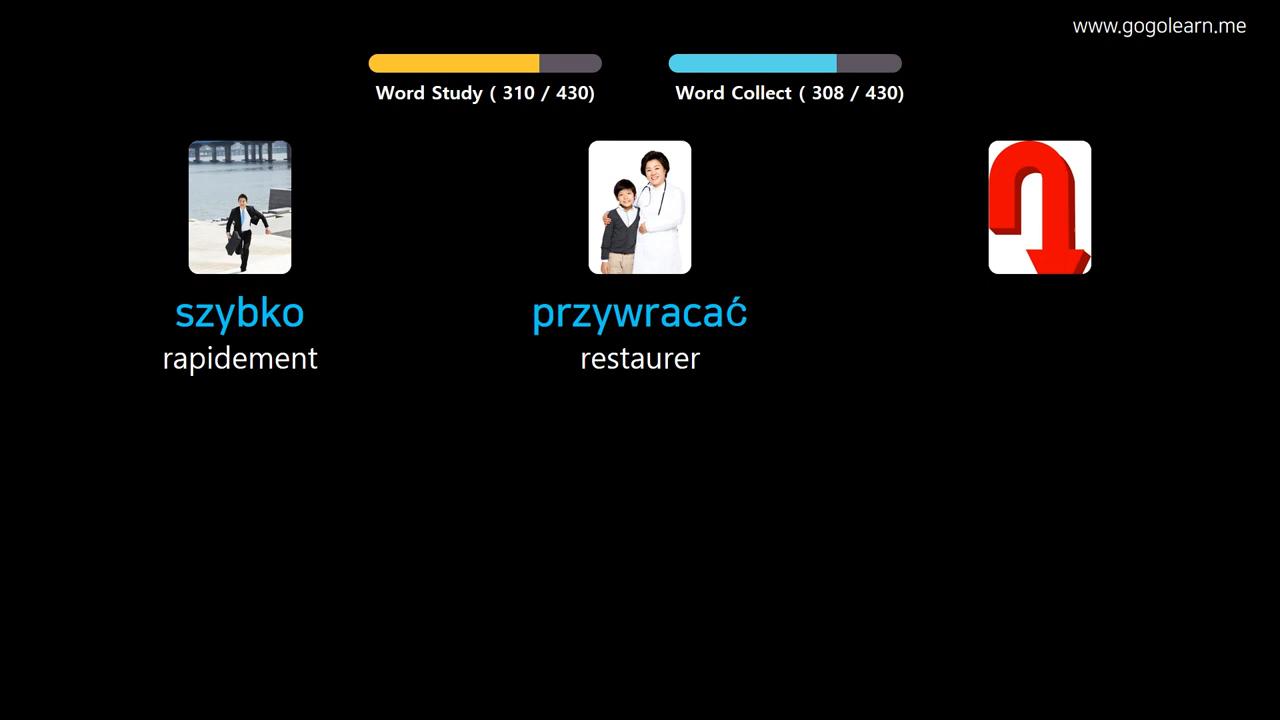 www.gogolearn.me
Word Study ( 310 / 430)
Word Collect ( 308 / 430)
szybko
rapidement
przywracać
restaurer